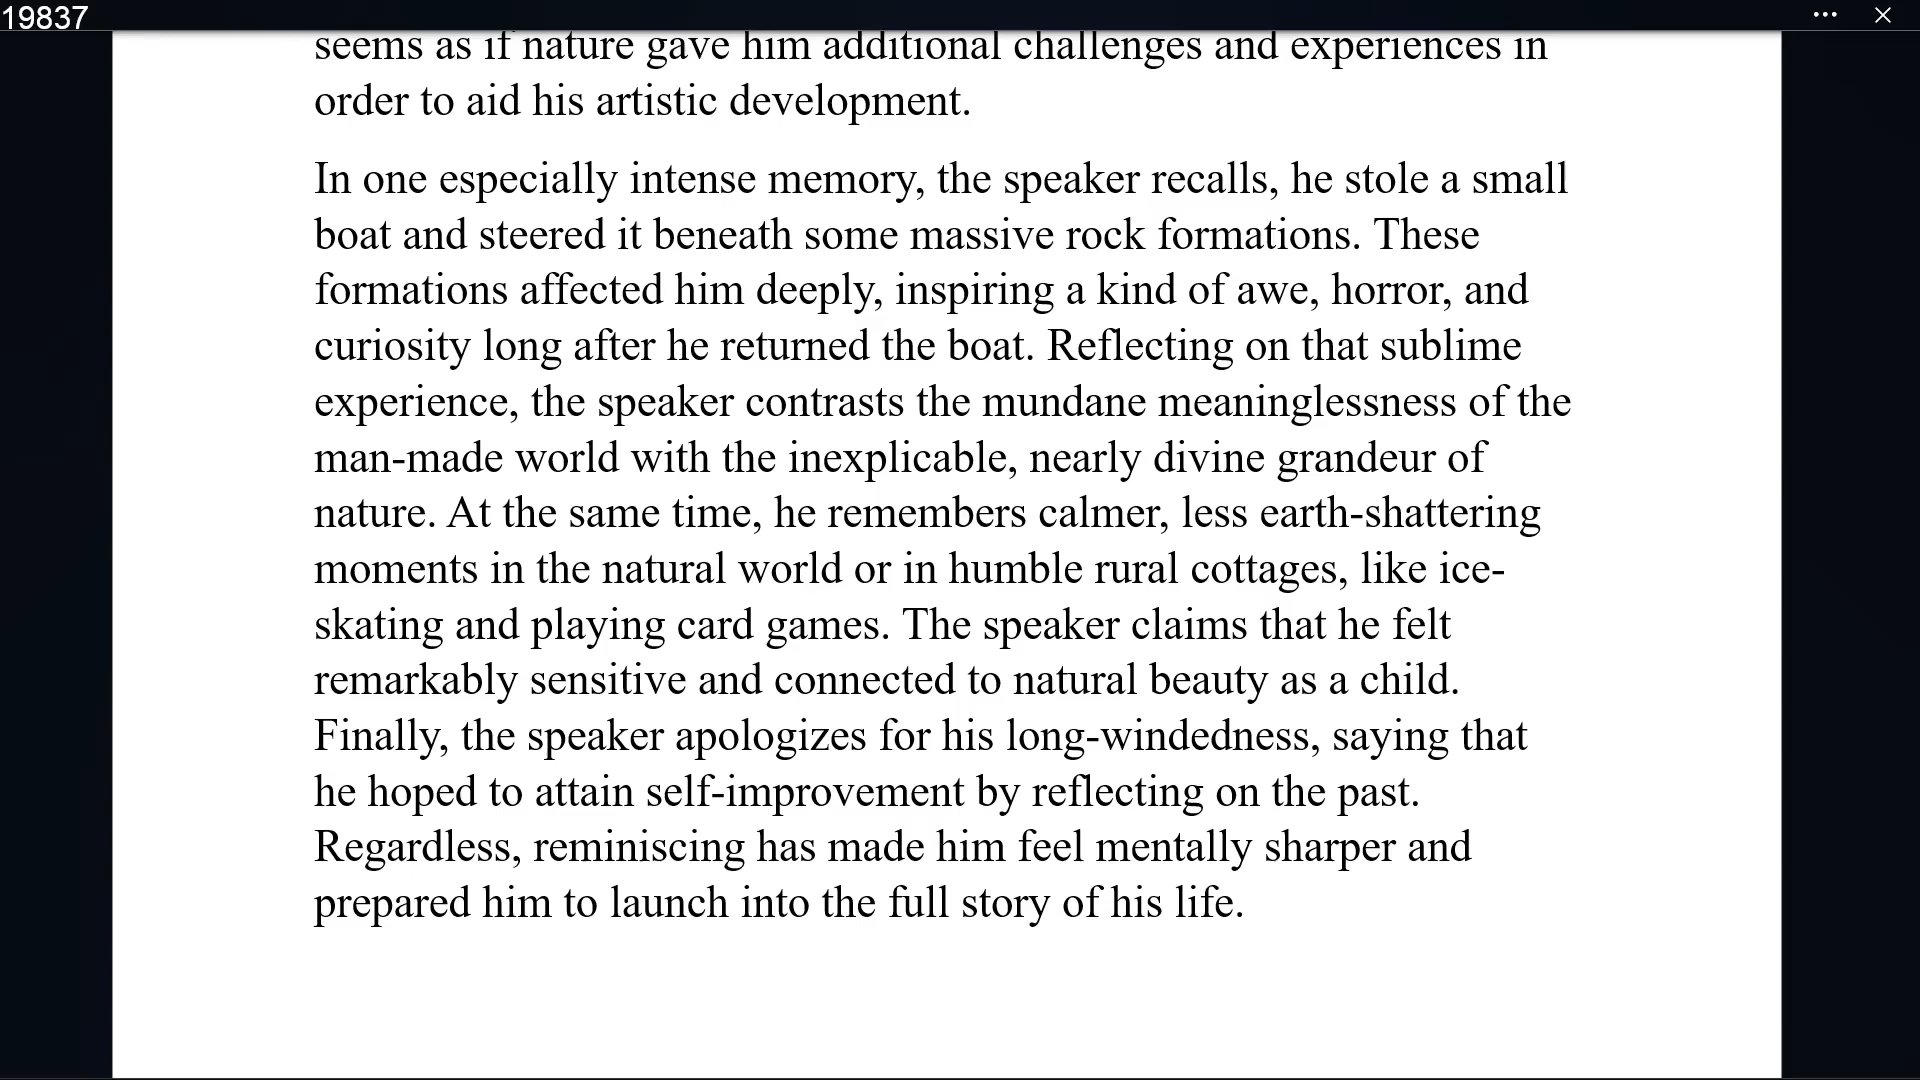 19837
seems as if nature gave him additional challenges and experiences in
order to aid his artistic development.
In one especially intense memory, the speaker recalls, he stole a small
boat and steered it beneath some massive rock formations. These
formations affected him deeply, inspiring a kind of awe, horror, and
curiosity long after he returned the boat. Reflecting on that sublime
experience, the speaker contrasts the mundane meaninglessness of the
man-made world with the inexplicable, nearly divine grandeur of
nature. At the same time, he remembers calmer, less earth-shattering
moments in the natural world or in humble rural cottages, like ice-
skating and playing card games. The speaker claims that he felt
remarkably sensitive and connected to natural beauty as a child.
Finally, the speaker apologizes for his long-windedness, saying that
he hoped to attain self-improvement by reflecting on the past.
Regardless, reminiscing has made him feel mentally sharper and
prepared him to launch into the full story of his life.